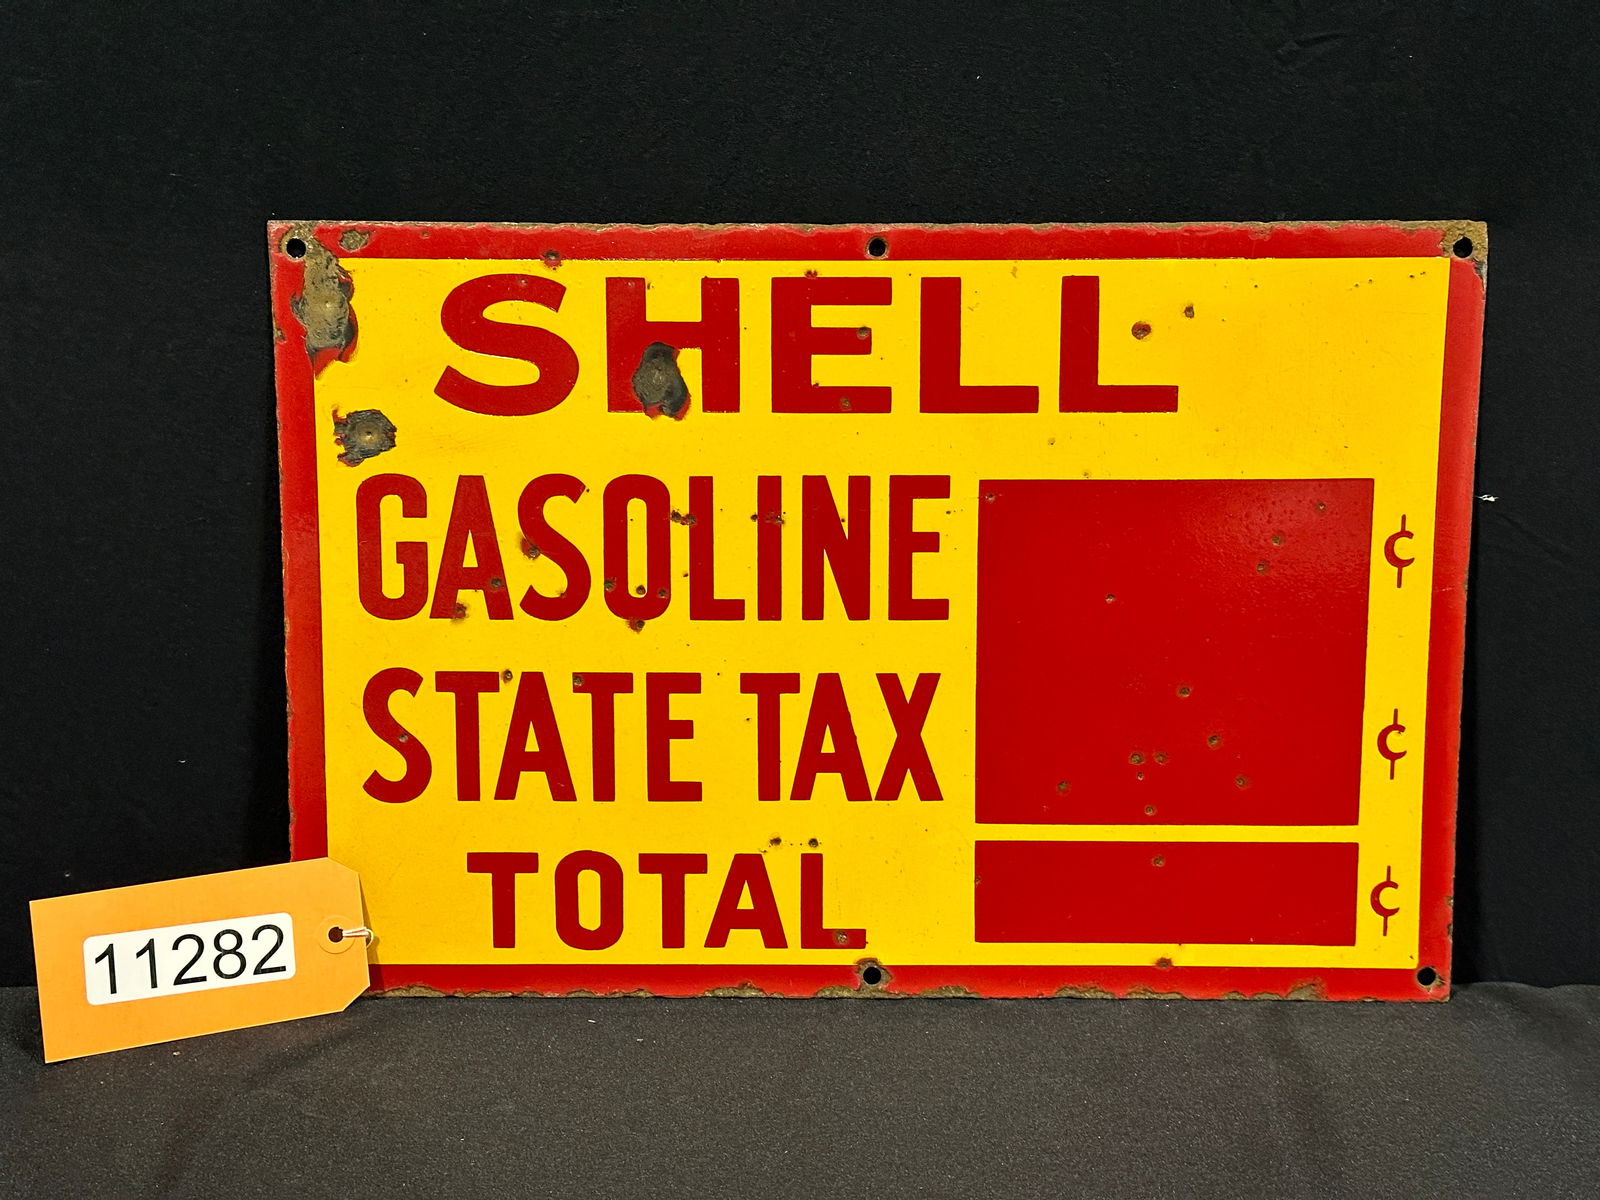 SHELL
GASOLINE ¢
STATE TAX ¢
TOTAL ¢
11282